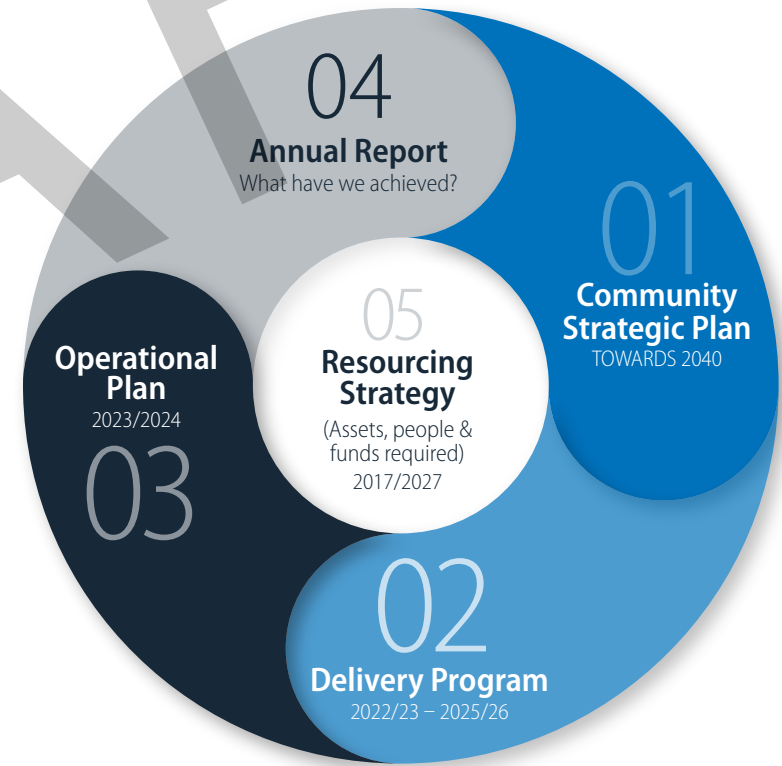 04
Annual Report
What have we achieved?
01
Community
Strategic Plan
TOWARDS 2040
05
Resourcing
Strategy
(Assets, people &
funds required)
2017/2027
Operational
Plan
2023/2024
03
02
Delivery Program
2022/23 – 2025/26